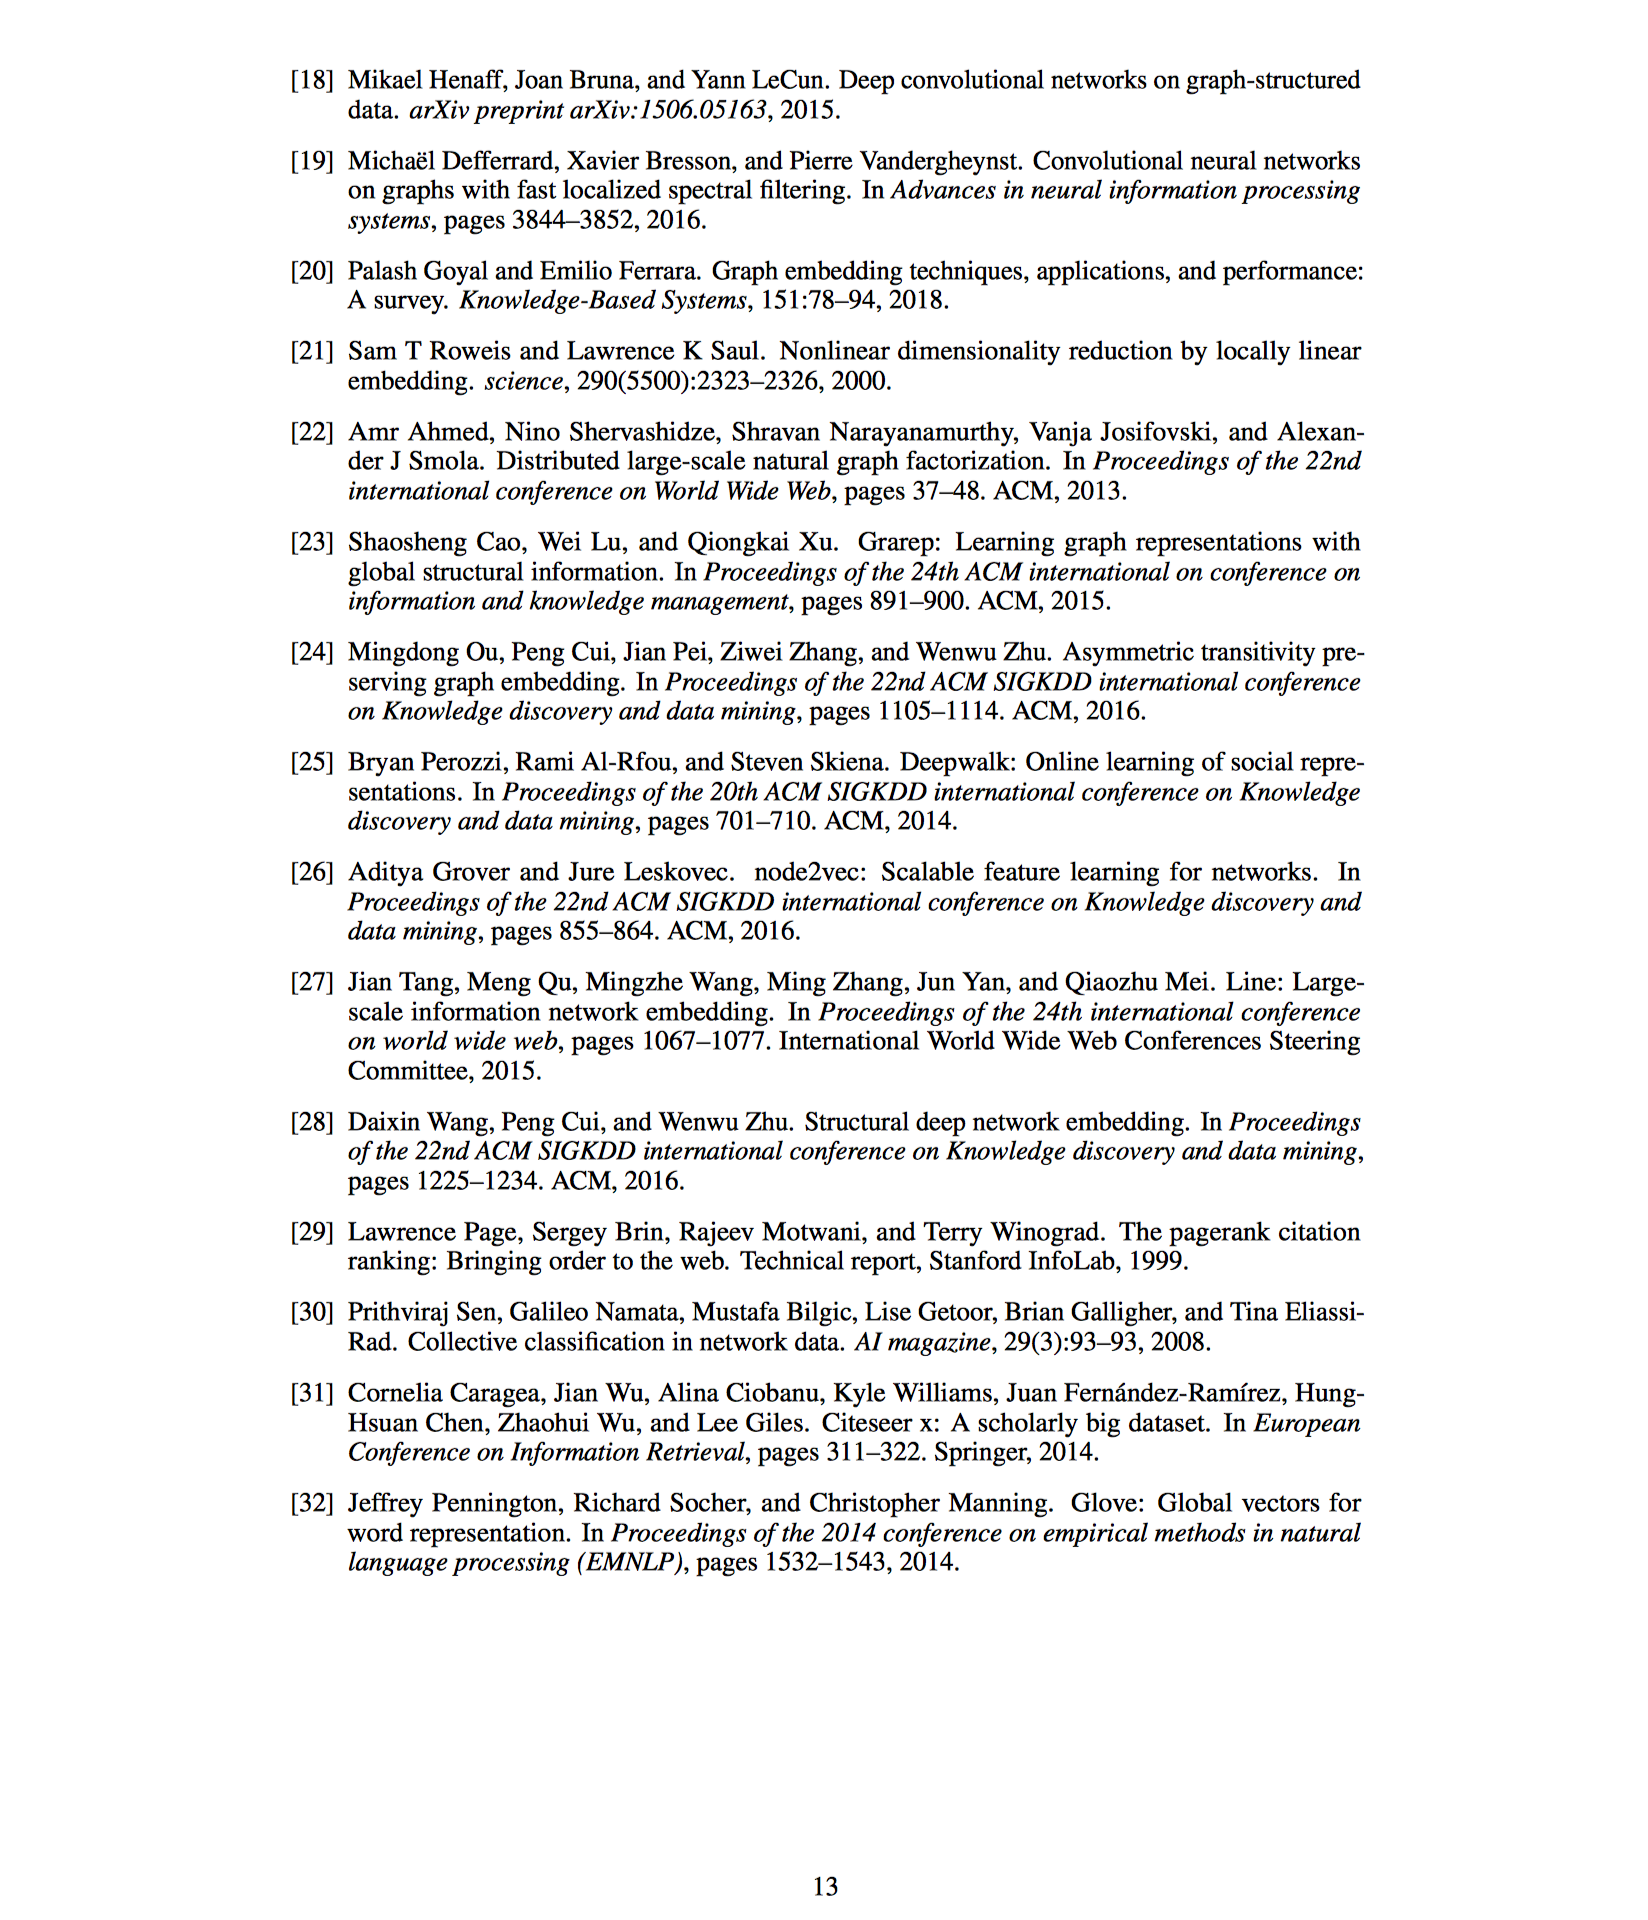 [18] Mikael Henaff, Joan Bruna, and Yann LeCun. Deep convolutional networks on graph-structured
data. arXiv preprint arXiv:1506.05163, 2015.
[19] Michaël Defferrard, Xavier Bresson, and Pierre Vandergheynst. Convolutional neural networks
on graphs with fast localized spectral filtering. In Advances in neural information processing
systems, pages 3844–3852, 2016.
[20] Palash Goyal and Emilio Ferrara. Graph embedding techniques, applications, and performance:
A survey. Knowledge-Based Systems, 151:78–94, 2018.
[21] Sam T Roweis and Lawrence K Saul. Nonlinear dimensionality reduction by locally linear
embedding. science, 290(5500):2323–2326, 2000.
[22] Amr Ahmed, Nino Shervashidze, Shravan Narayanamurthy, Vanja Josifovski, and Alexan-
der J Smola. Distributed large-scale natural graph factorization. In Proceedings of the 22nd
international conference on World Wide Web, pages 37–48. ACM, 2013.
[23] Shaosheng Cao, Wei Lu, and Qiongkai Xu. Grarep: Learning graph representations with
global structural information. In Proceedings of the 24th ACM international on conference on
information and knowledge management, pages 891–900. ACM, 2015.
[24] Mingdong Ou, Peng Cui, Jian Pei, Ziwei Zhang, and Wenwu Zhu. Asymmetric transitivity pre-
serving graph embedding. In Proceedings of the 22nd ACM SIGKDD international conference
on Knowledge discovery and data mining, pages 1105–1114. ACM, 2016.
[25] Bryan Perozzi, Rami Al-Rfou, and Steven Skiena. Deepwalk: Online learning of social repre-
sentations. In Proceedings of the 20th ACM SIGKDD international conference on Knowledge
discovery and data mining, pages 701–710. ACM, 2014.
[26] Aditya Grover and Jure Leskovec. node2vec: Scalable feature learning for networks. In
Proceedings of the 22nd ACM SIGKDD international conference on Knowledge discovery and
data mining, pages 855–864. ACM, 2016.
[27] Jian Tang, Meng Qu, Mingzhe Wang, Ming Zhang, Jun Yan, and Qiaozhu Mei. Line: Large-
scale information network embedding. In Proceedings of the 24th international conference
on world wide web, pages 1067–1077. International World Wide Web Conferences Steering
Committee, 2015.
[28] Daixin Wang, Peng Cui, and Wenwu Zhu. Structural deep network embedding. In Proceedings
of the 22nd ACM SIGKDD international conference on Knowledge discovery and data mining,
pages 1225–1234. ACM, 2016.
[29] Lawrence Page, Sergey Brin, Rajeev Motwani, and Terry Winograd. The pagerank citation
ranking: Bringing order to the web. Technical report, Stanford InfoLab, 1999.
[30] Prithviraj Sen, Galileo Namata, Mustafa Bilgic, Lise Getoor, Brian Galligher, and Tina Eliassi-
Rad. Collective classification in network data. AI magazine, 29(3):93–93, 2008.
[31] Cornelia Caragea, Jian Wu, Alina Ciobanu, Kyle Williams, Juan Fernández-Ramírez, Hung-
Hsuan Chen, Zhaohui Wu, and Lee Giles. Citeseer x: A scholarly big dataset. In European
Conference on Information Retrieval, pages 311–322. Springer, 2014.
[32] Jeffrey Pennington, Richard Socher, and Christopher Manning. Glove: Global vectors for
word representation. In Proceedings of the 2014 conference on empirical methods in natural
language processing (EMNLP), pages 1532–1543, 2014.
13